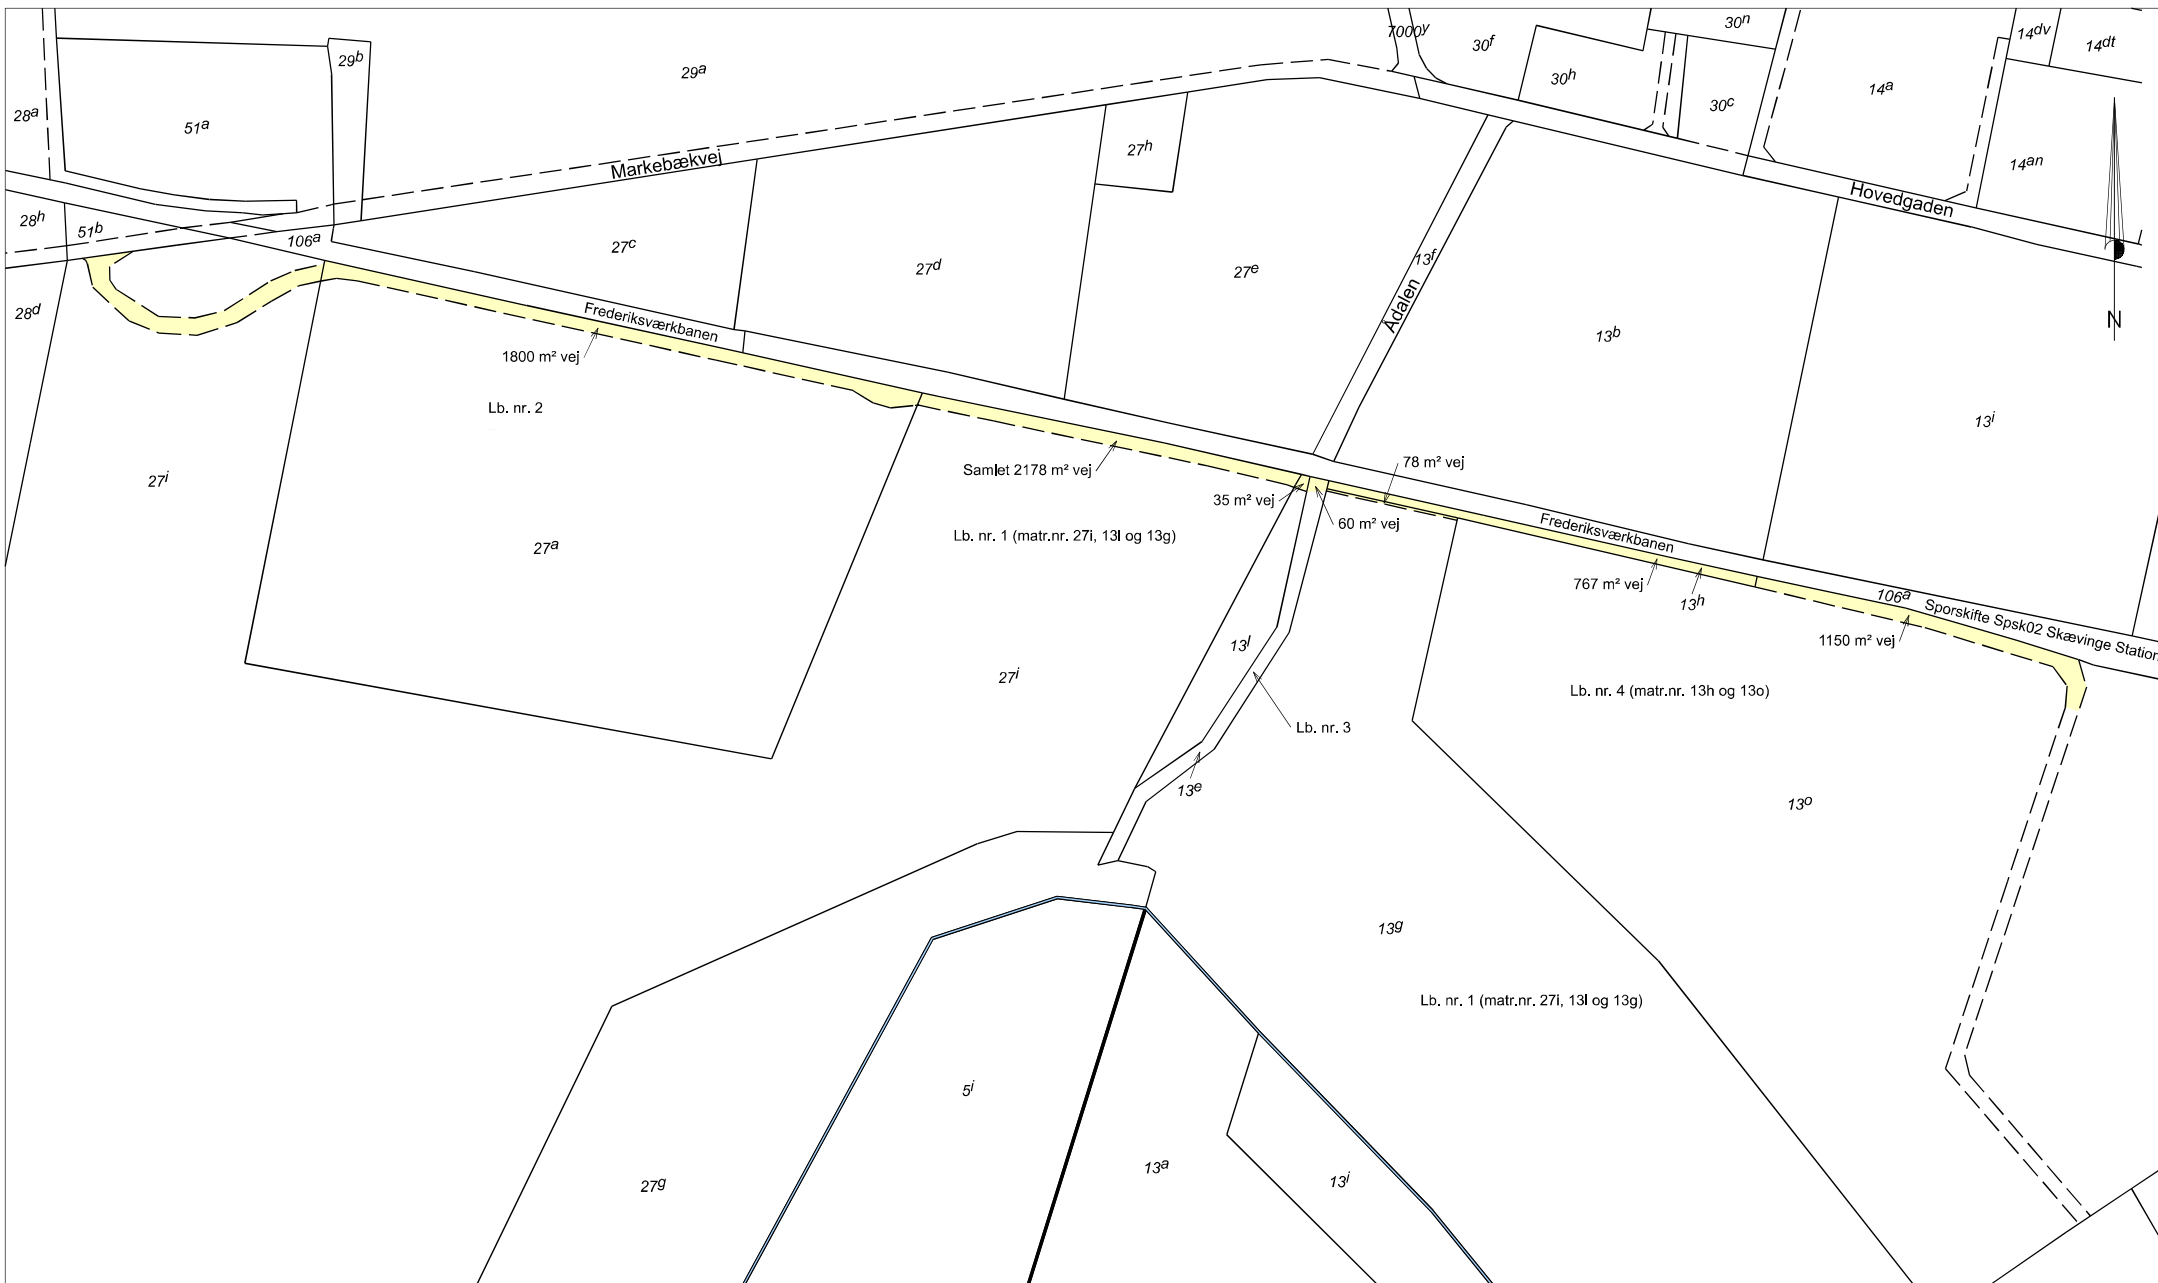 7000y
30f
30n
14dv
14dt
29b
29a
30h
14a
28a
51a
30c
27h
14an
Markebækvej
Hovedgaden
28h
51b
106a
27c
27d
27e
13f
28d
Frederiksværkbanen
Ådalen
N
1800 m² vej
13b
Lb. nr. 2
13i
Samlet 2178 m² vej
78 m² vej
27i
35 m² vej
60 m² vej
Frederiksværkbanen
Lb. nr. 1 (matr.nr. 27i, 13l og 13g)
27a
767 m² vej
13h
106a
Sporskifte Spsk02 Skævinge Station
1150 m² vej
13l
27i
Lb. nr. 4 (matr.nr. 13h og 13o)
Lb. nr. 3
13e
13o
13g
Lb. nr. 1 (matr.nr. 27i, 13l og 13g)
5i
13a
13j
27g